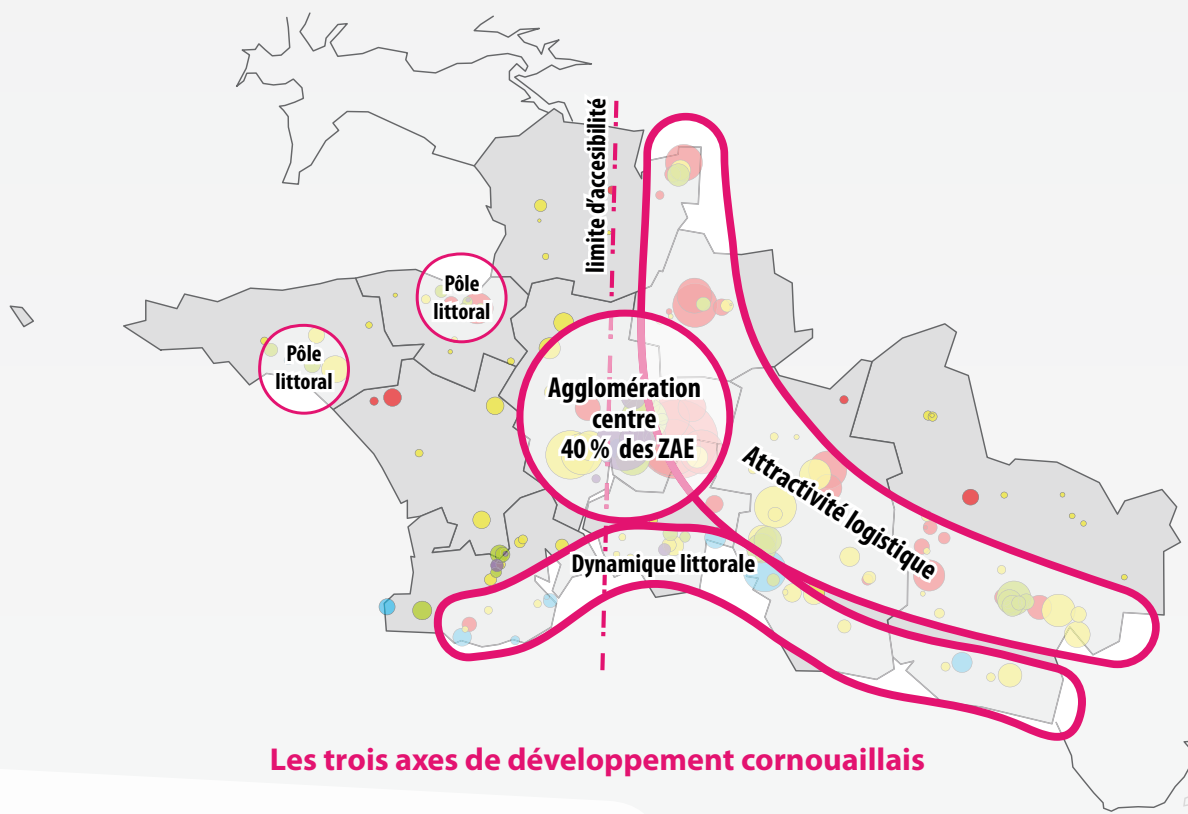 limite d'accesibilité
Pôle
littoral
Pôle
littoral
Agglomération
centre
40 % des ZAE
Attractivité logistique
Dynamique littorale
Les trois axes de développement cornouaillais